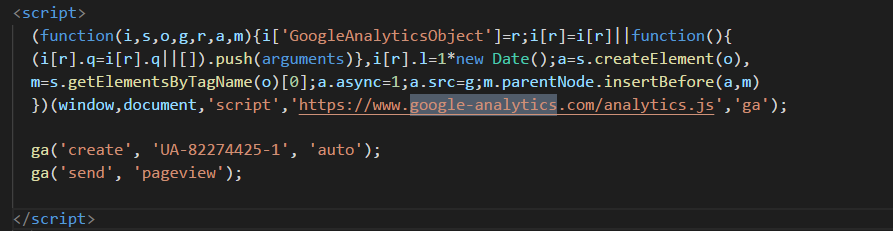 <script>
(function(i,s,o,g,r,a,m){i['GoogleAnalyticsObject']=r;i[r]=i[r]||function(){
(i[r].q=i[r].q||[]).push(arguments)},i[r].l=1*new Date();a=s.createElement(o),
m=s.getElementsByTagName(o)[0];a.async=1;a.src=g;m.parentNode.insertBefore(a,m)
})(window,document,'script','https://www.google-analytics.com/analytics.js','ga');
ga('create', 'UA-82274425-1', 'auto');
ga('send', 'pageview');
</script>